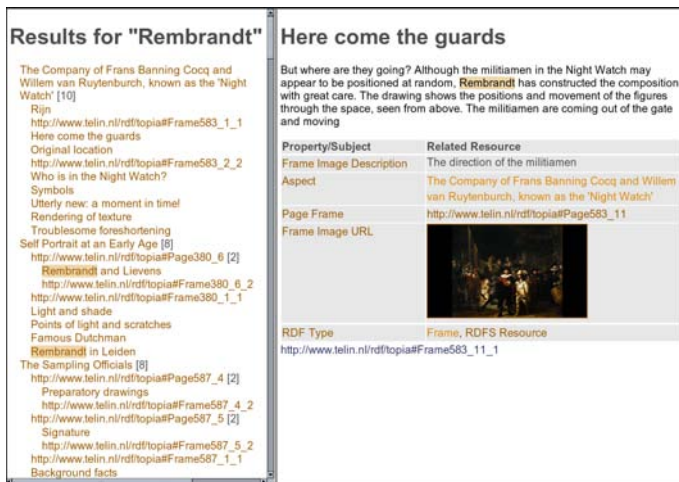 Results for "Rembrandt"
The Company of Frans Banning Cocq and
Willem van Ruytenburch, known as the 'Night
Watch' [10]
Rijn
http://www.telin.nl/rdf/topia#Frame583_1_1
Here come the guards
Original location
http://www.telin.nl/rdf/topia#Frame583_2_2
Who is in the Night Watch?
Symbols
Utterly new: a moment in time!
Rendering of texture
Troublesome foreshortening
Self Portrait at an Early Age [8]
http://www.telin.nl/rdf/topia#Page380_6 [2]
Rembrandt and Lievens
http://www.telin.nl/rdf/topia#Frame380_6_2
http://www.telin.nl/rdf/topia#Frame380_1_1
Light and shade
Points of light and scratches
Famous Dutchman
Rembrandt in Leiden
The Sampling Officials [8]
http://www.telin.nl/rdf/topia#Page587_4 [2]
Preparatory drawings
http://www.telin.nl/rdf/topia#Frame587_4_2
http://www.telin.nl/rdf/topia#Page587_5 [2]
Signature
http://www.telin.nl/rdf/topia#Frame587_5_2
http://www.telin.nl/rdf/topia#Frame587_1_1
Background facts
Here come the guards
But where are they going? Although the militiamen in the Night Watch may
appear to be positioned at random, Rembrandt has constructed the composition
with great care. The drawing shows the positions and movement of the figures
through the space, seen from above. The militiamen are coming out of the gate
and moving
Property/Subject Related Resource
Frame Image Description The direction of the militiamen
Aspect The Company of Frans Banning Cocq and Willem
van Ruytenburch, known as the 'Night Watch'
Page Frame http://www.telin.nl/rdf/topia#Page583_11
Frame Image URL
RDF Type Frame, RDFS Resource
http://www.telin.nl/rdf/topia#Frame583_11_1